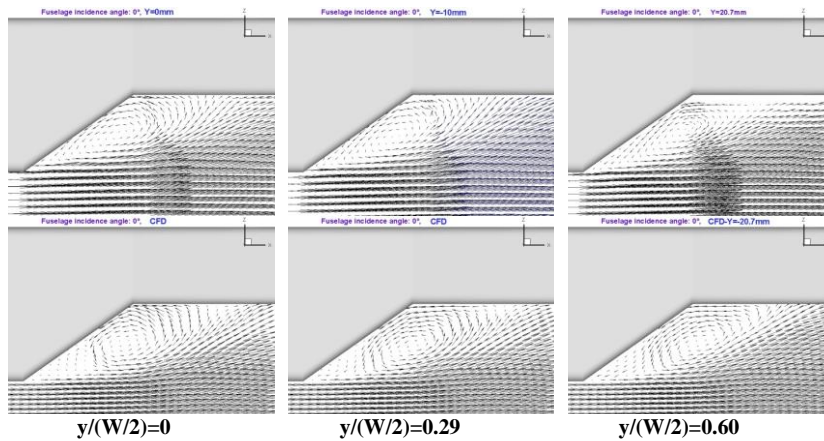 Fuselage incidence angle: 0°, Y=0mm
Z
Fuselage incidence angle: 0°, Y=-10mm
Z
Fuselage incidence angle: 0°, Y=20.7mm
Z
Fuselage incidence angle: 0°, CFD
Z
Fuselage incidence angle: 0°, CFD
Z
Fuselage incidence angle: 0°, CFD-Y=-20.7mm
Z
y/(W/2)=0
y/(W/2)=0.29
y/(W/2)=0.60